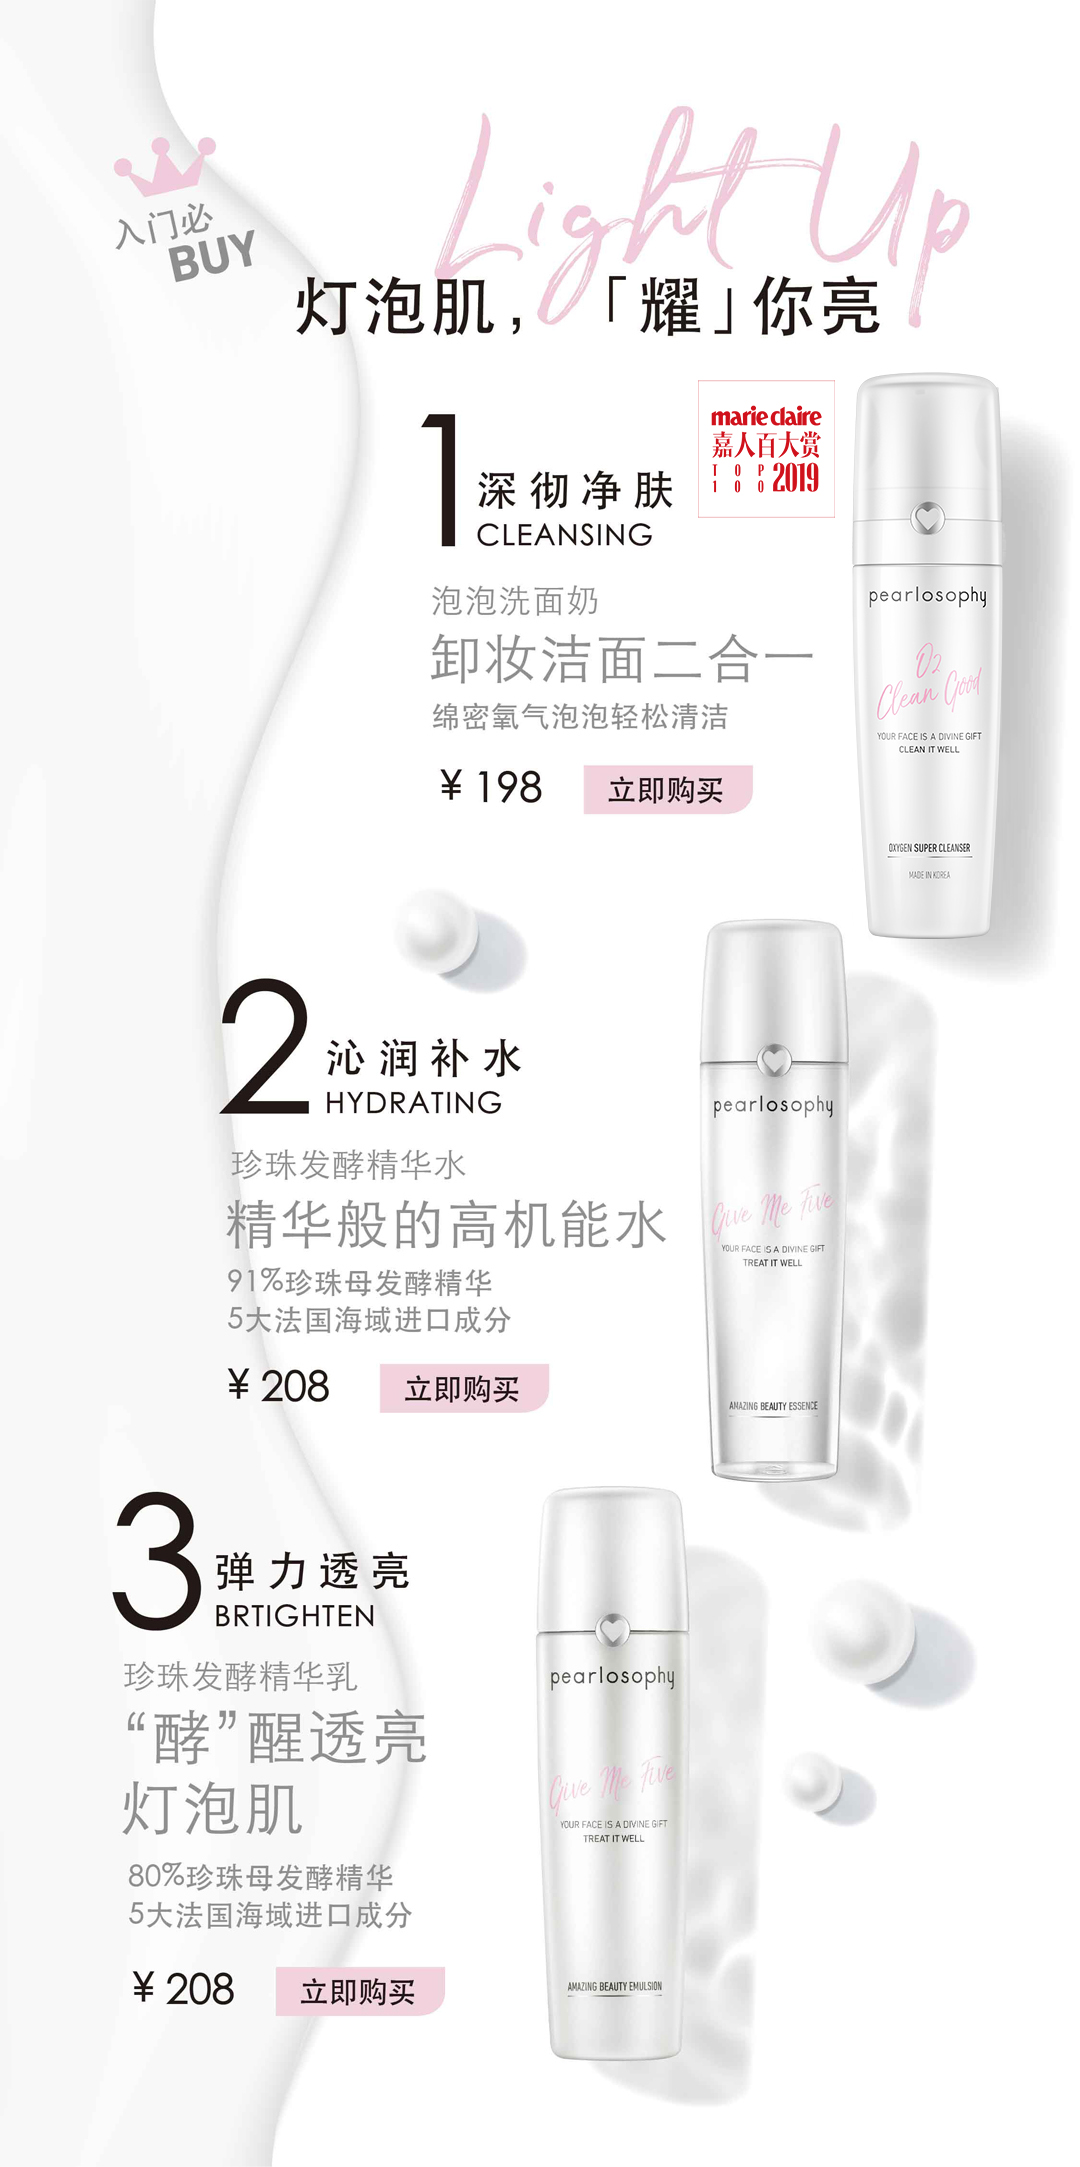 入门必
BUY
Light Up
灯泡肌，「耀」你亮
1
深彻净肤
CLEANSING
marie claire
嘉人百大赏
TOP
100
2019
泡泡洗面奶
卸妆洁面二合一
绵密氧气泡泡轻松清洁
¥ 198
立即购买
pearlosophy
O2
Clean Good
YOUR FACE IS A DIVINE GIFT
CLEAN IT WELL
OXYGEN SUPER CLEANSER
MADE IN KOREA
2
沁润补水
HYDRATING
珍珠发酵精华水
精华般的高机能水
91%珍珠母发酵精华
5大法国海域进口成分
¥ 208
立即购买
pearlosophy
Give Me Five
YOUR FACE IS A DIVINE GIFT
TREAT IT WELL
AMAZING BEAUTY ESSENCE
3
弹力透亮
BRTIGHTEN
珍珠发酵精华乳
“酵”醒透亮
灯泡肌
80%珍珠母发酵精华
5大法国海域进口成分
¥ 208
立即购买
pearlosophy
Give Me Five
YOUR FACE IS A DIVINE GIFT
TREAT IT WELL
AMAZING BEAUTY EMULSION